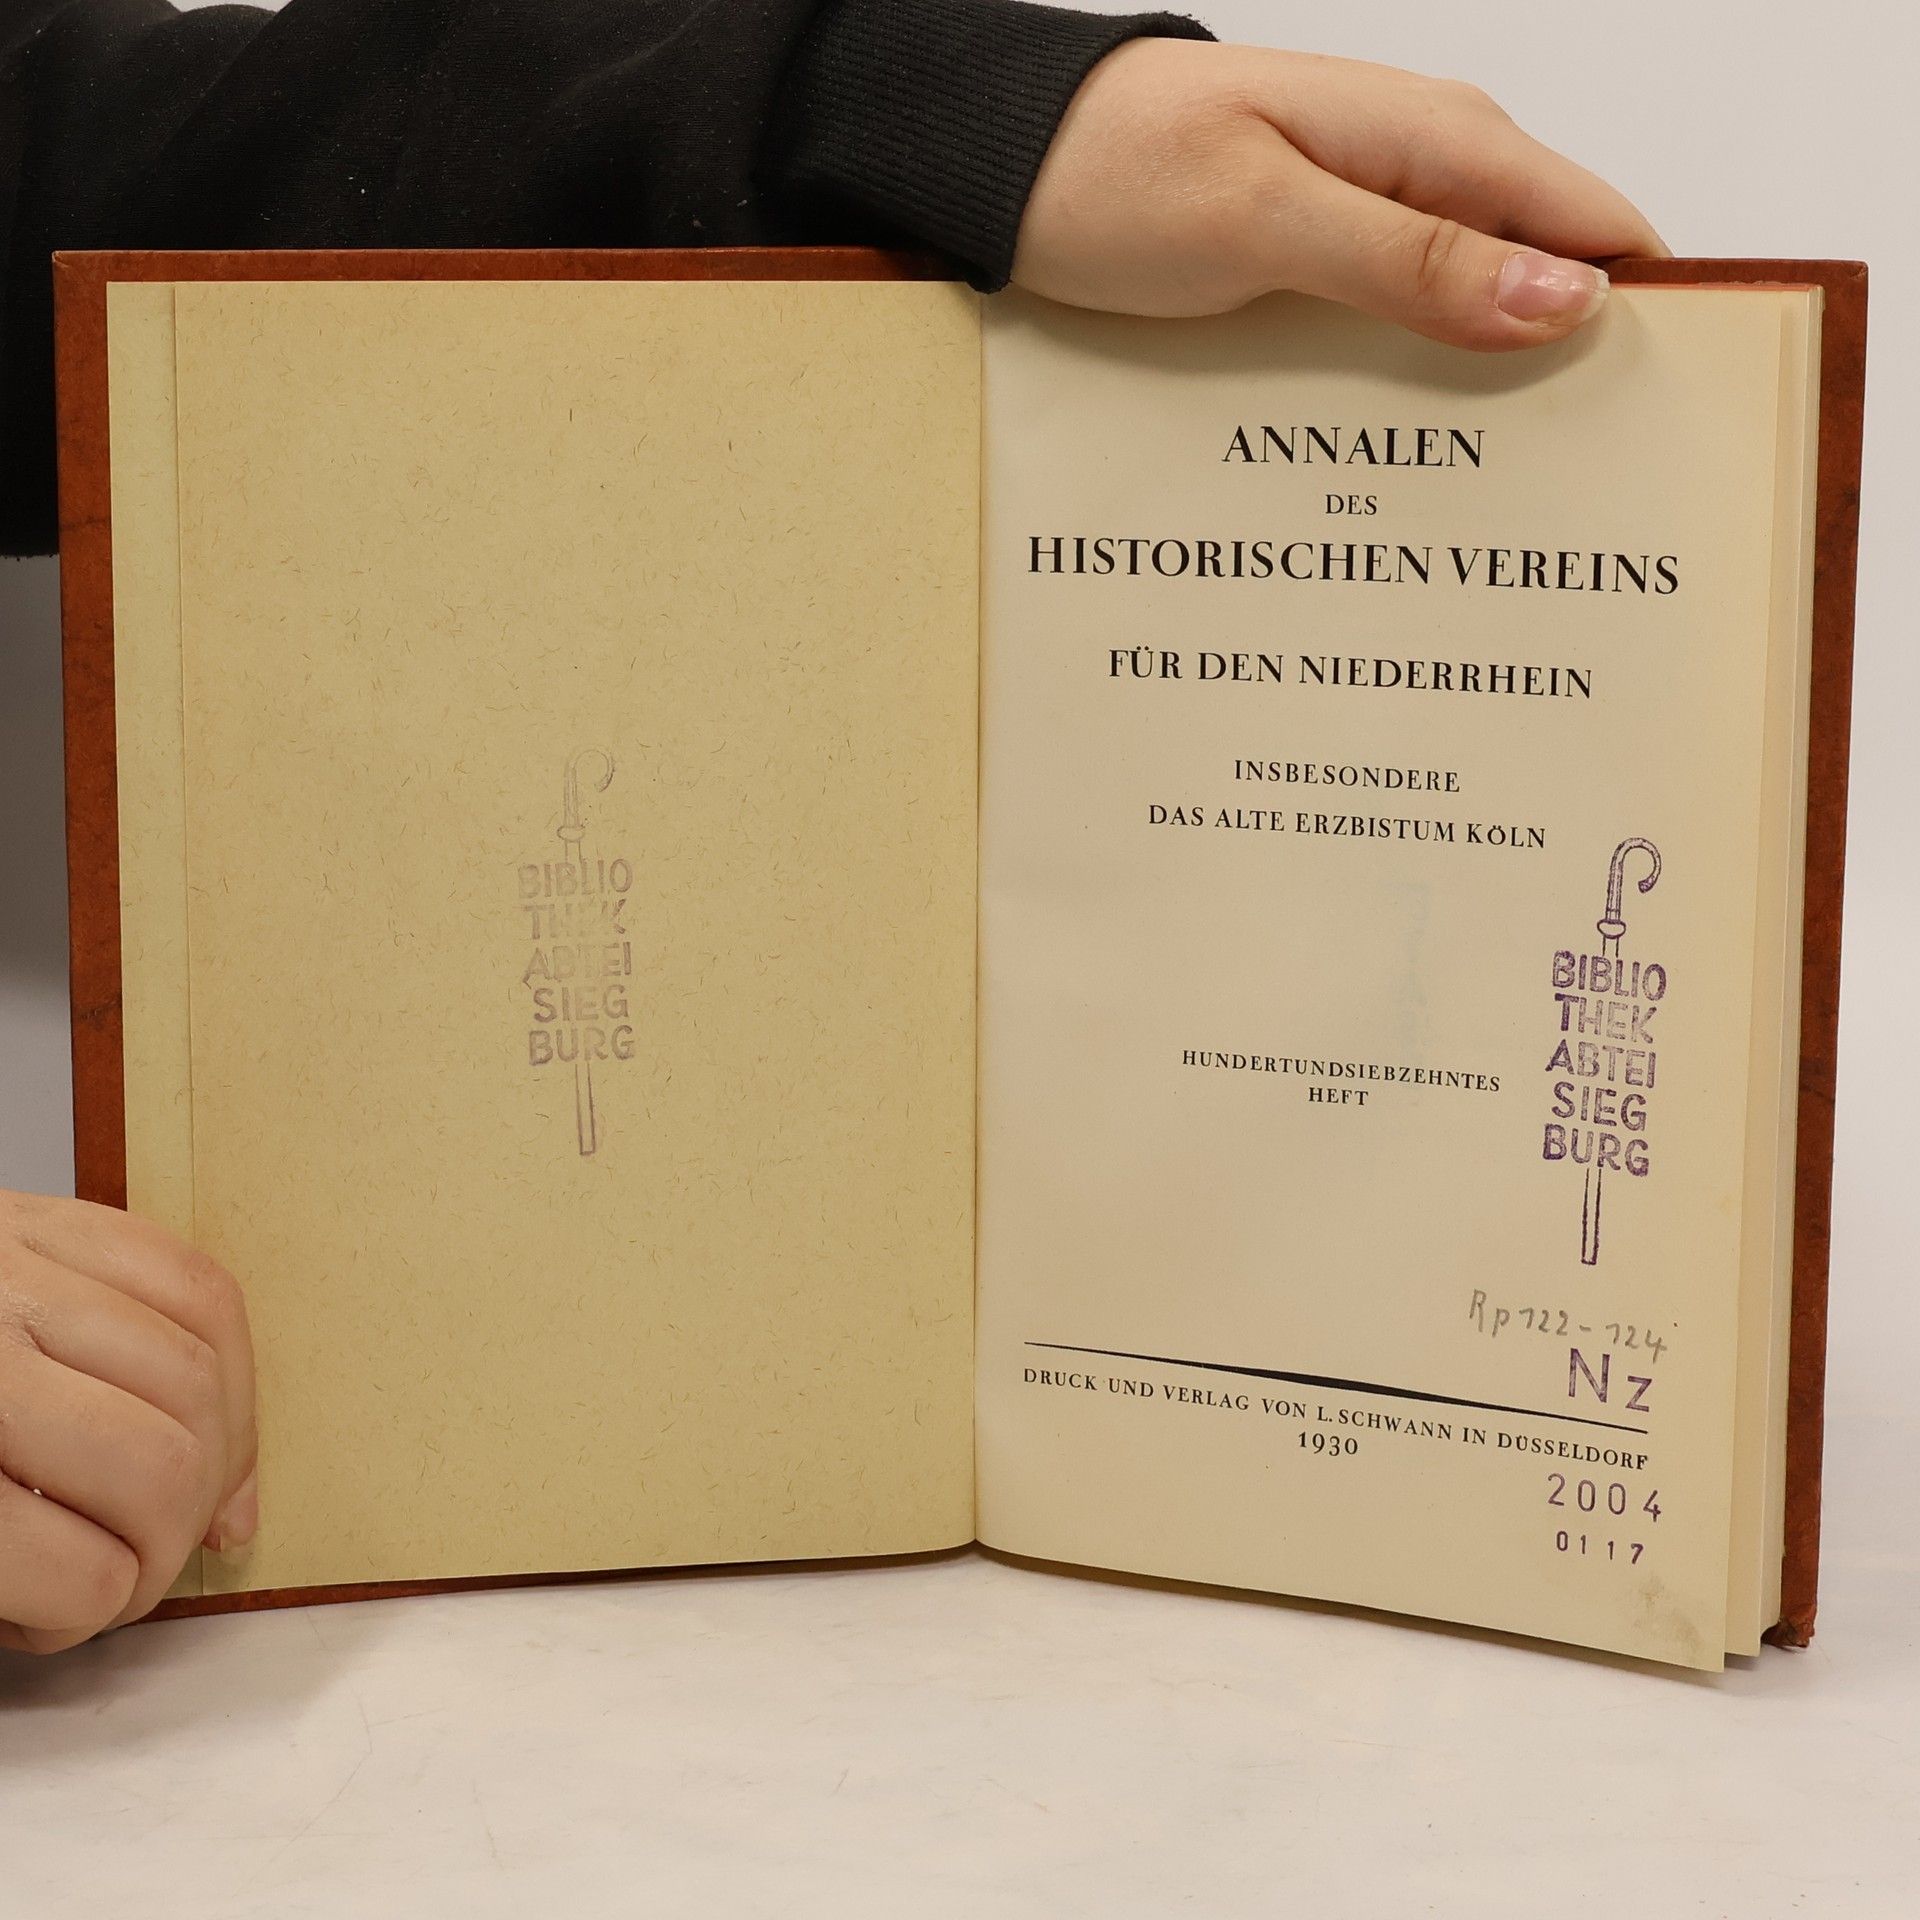 BIBLIO
THEK
ABTEI
SIEG
BURG
ANNALEN
DES
HISTORISCHEN VEREINS
FÜR DEN NIEDERRHEIN
INSBESONDERE
DAS ALTE ERZBISTUM KÖLN
BIBLIO
THEK
ABTEI
SIEG
BURG
HUNDERTUNDSIEBZEHNTES
HEFT
Rp 122-124
Nz
DRUCK UND VERLAG VON L. SCHWANN IN DÜSSELDORF
1930
2004
0117